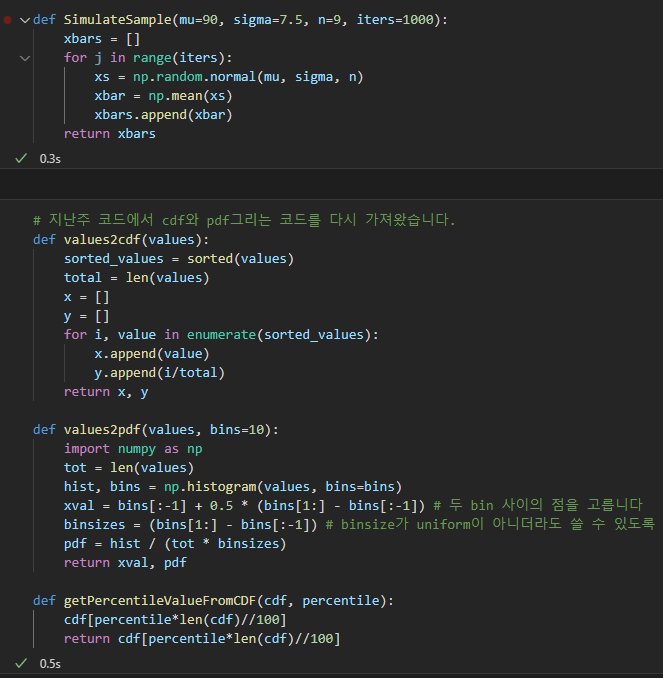 def SimulateSample(mu=90, sigma=7.5, n=9, iters=1000):
    xbars = []
    for j in range(iters):
        xs = np.random.normal(mu, sigma, n)
        xbar = np.mean(xs)
        xbars.append(xbar)
    return xbars
0.3s
# 지난주 코드에서 cdf와 pdf그리는 코드를 다시 가져왔습니다.
def values2cdf(values):
    sorted_values = sorted(values)
    total = len(values)
    x = []
    y = []
    for i, value in enumerate(sorted_values):
        x.append(value)
        y.append(i/total)
    return x, y
def values2pdf(values, bins=10):
    import numpy as np
    tot = len(values)
    hist, bins = np.histogram(values, bins=bins)
    xval = bins[:-1] + 0.5 * (bins[1:] - bins[:-1]) # 두 bin 사이의 점을 고릅니다
    binsizes = (bins[1:] - bins[:-1]) # binsize가 uniform이 아니더라도 쓸 수 있도록
    pdf = hist / (tot * binsizes)
    return xval, pdf
def getPercentileValueFromCDF(cdf, percentile):
    cdf[percentile*len(cdf)//100]
    return cdf[percentile*len(cdf)//100]
0.5s